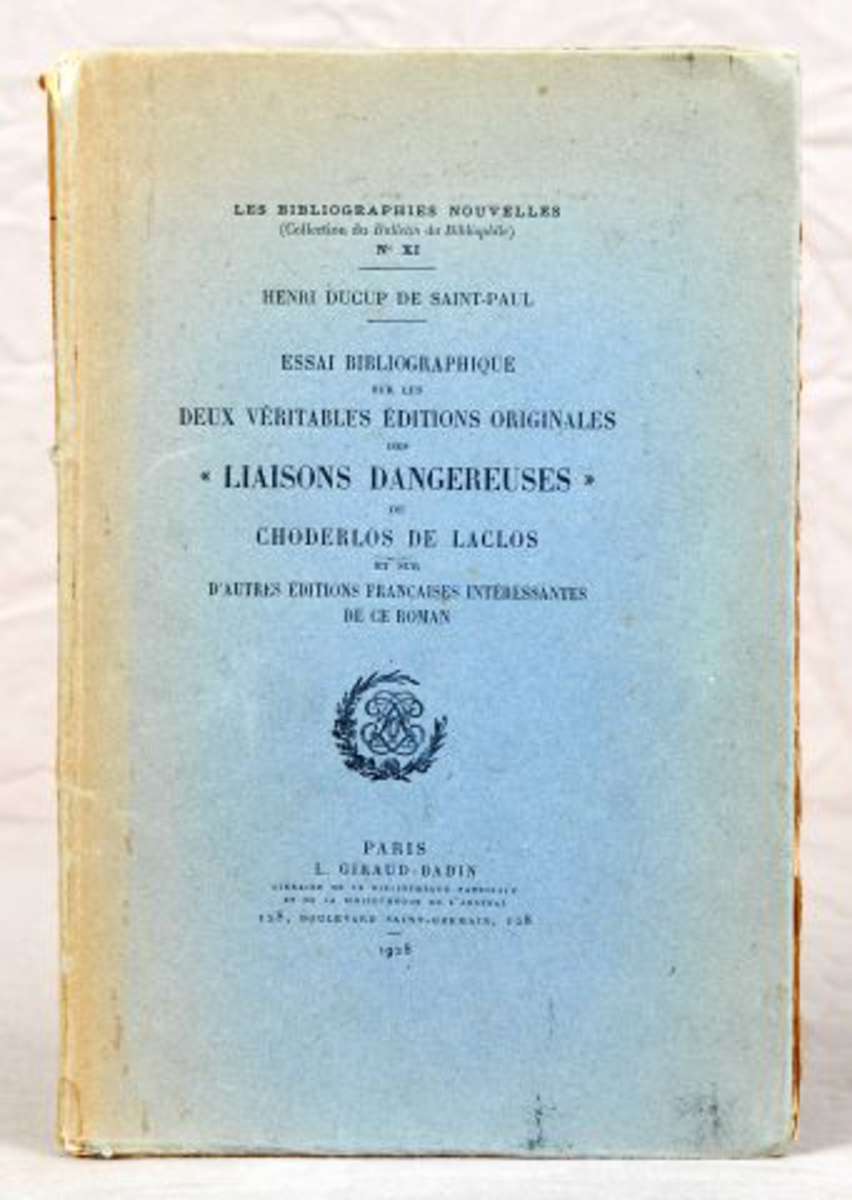 LES BIBLIOGRAPHIES NOUVELLES
(Collection du Bulletin du Bibliophile)
N° XI
HENRI DUCUP DE SAINT-PAUL
ESSAI BIBLIOGRAPHIQUE
SUR LES
DEUX VÉRITABLES ÉDITIONS ORIGINALES
DES
« LIAISONS DANGEREUSES »
DE
CHODERLOS DE LACLOS
ET SUR
D'AUTRES ÉDITIONS FRANÇAISES INTÉRESSANTES
DE CE ROMAN
PARIS
L. GIRAUD-BADIN
LIBRAIRE DE LA BIBLIOTHÈQUE NATIONALE
ET DE LA BIBLIOTHÈQUE DE L'ARSENAL
128, BOULEVARD SAINT-GERMAIN, 128
1928